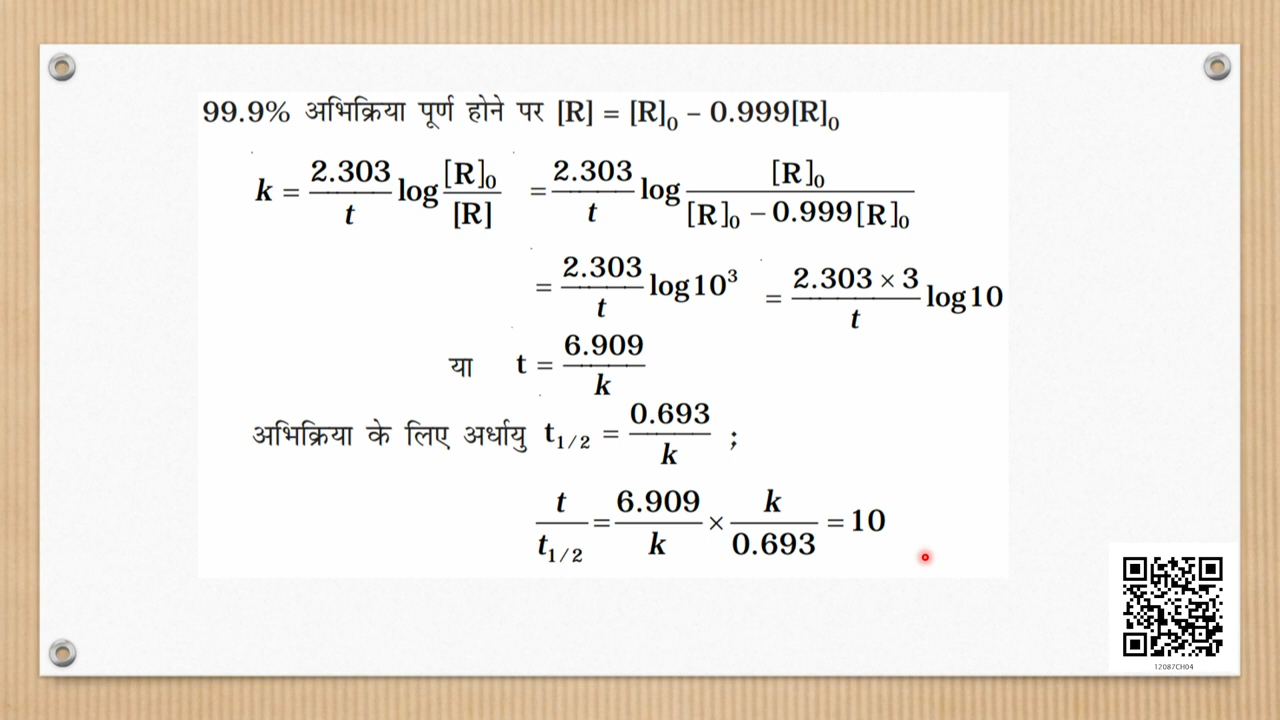 99.9% अभिक्रिया पूर्ण होने पर [R] = [R]₀ – 0.999[R]₀
k = 2.303/t log [R]₀/[R] = 2.303/t log [R]₀/([R]₀ – 0.999[R]₀)
= 2.303/t log10³ = (2.303 × 3)/t log10
या t = 6.909/k
अभिक्रिया के लिए अर्धायु t₁/₂ = 0.693/k ;
t/t₁/₂ = 6.909/k × k/0.693 = 10
12087CH04